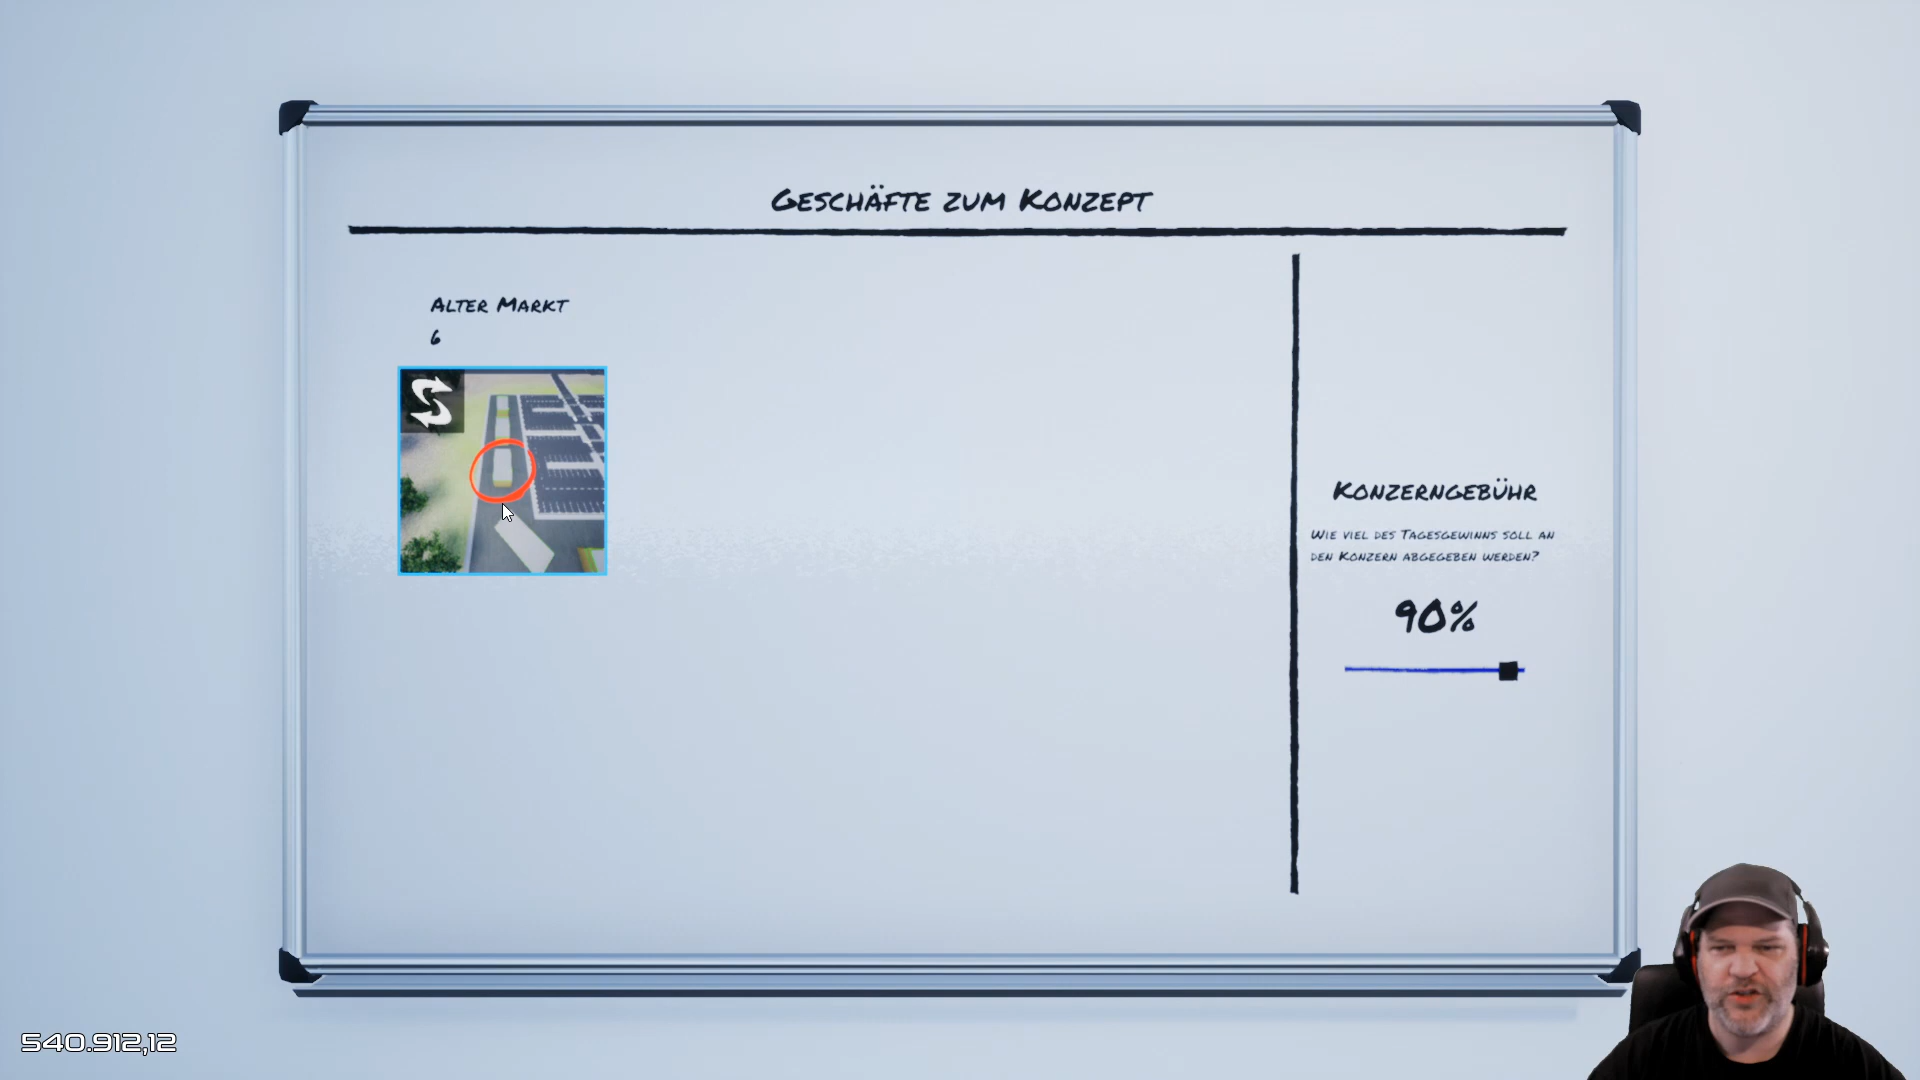 GESCHÄFTE ZUM KONZEPT
ALTER MARKT
6
KONZERNGEBÜHR
WIE VIEL DES TAGESGEWINNS SOLL AN
DEN KONZERN ABGEGEBEN WERDEN?
90%
540.912,12